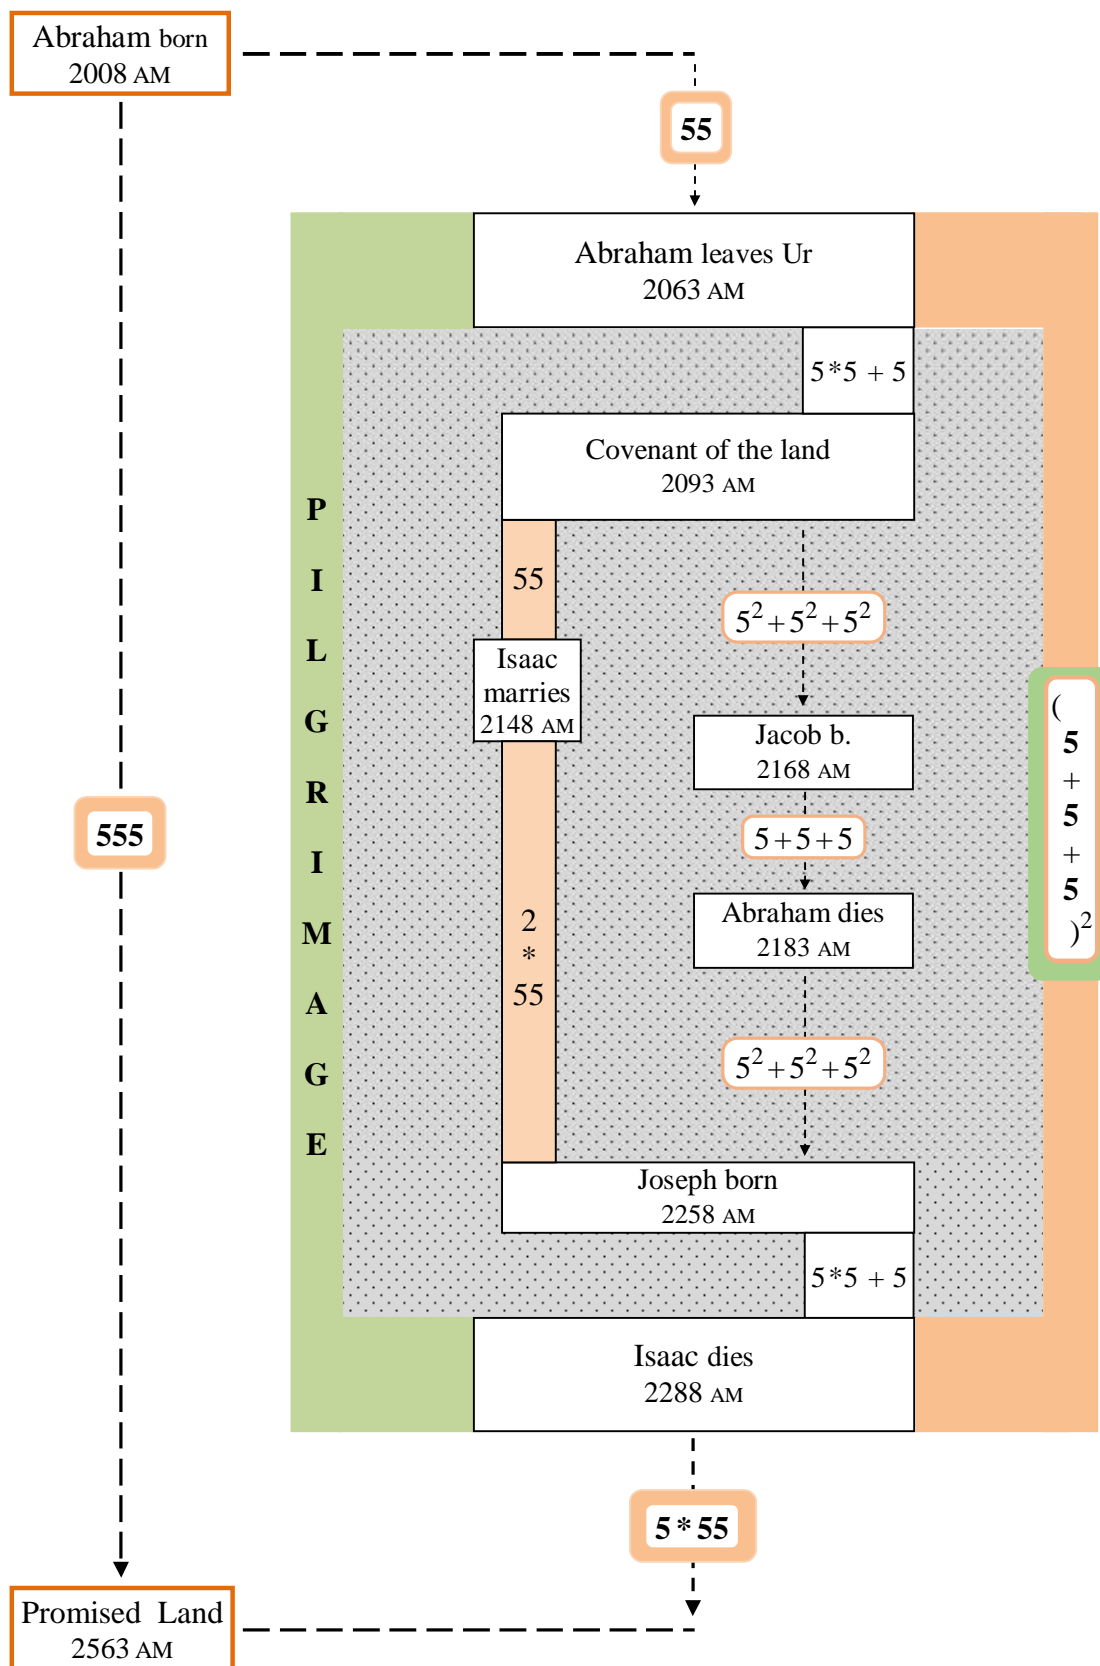 Abraham born
2008 AM
55
Abraham leaves Ur
2063 AM
5*5 + 5
Covenant of the land
2093 AM
P
I
L
G
R
I
M
A
G
E
55
5² + 5² + 5²
Isaac
marries
2148 AM
Jacob b.
2168 AM
(
5
+
5
+
5
)²
555
5 + 5 + 5
2
*
55
Abraham dies
2183 AM
5² + 5² + 5²
Joseph born
2258 AM
5*5 + 5
Isaac dies
2288 AM
5 * 55
Promised Land
2563 AM